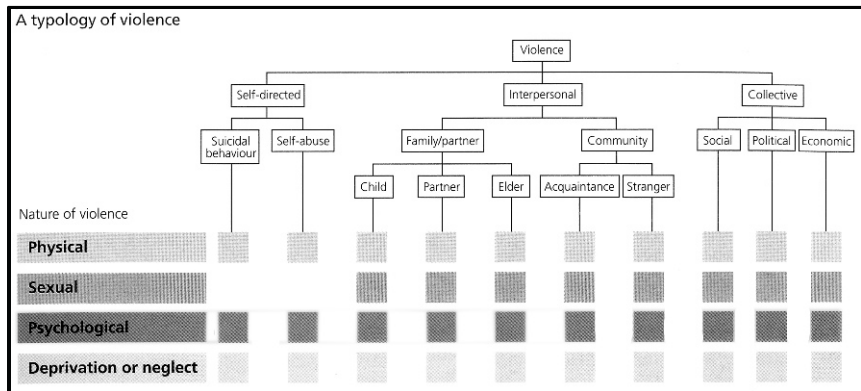 A typology of violence
Violence
Self-directed
Interpersonal
Collective
Suicidal
behaviour
Self-abuse
Family/partner
Community
Social
Political
Economic
Child
Partner
Elder
Acquaintance
Stranger
Nature of violence
Physical
Sexual
Psychological
Deprivation or neglect